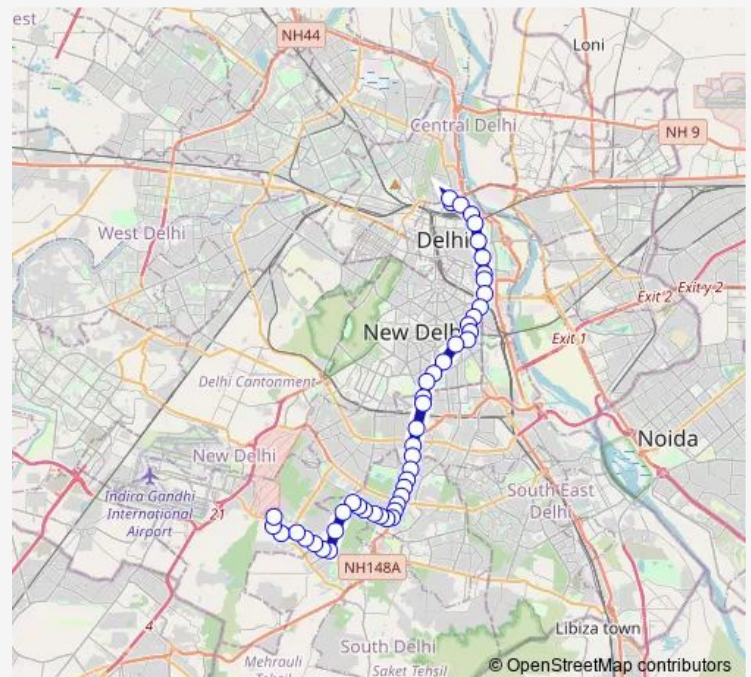 est
NH44
Loni
Central Delhi
NH 9
West Delhi
Delhi
Exit 2
Exit y 2
New Delh
Exit 1
Delhi Cantonment
Noida
New Delhi
Indira Gandhi
International
Airport
21
South East
Delhi
NH148A
4
Libiza town
South Delhi
Mehrauli
Tehsil
Saket Tehsil
© OpenStreetMap contributors